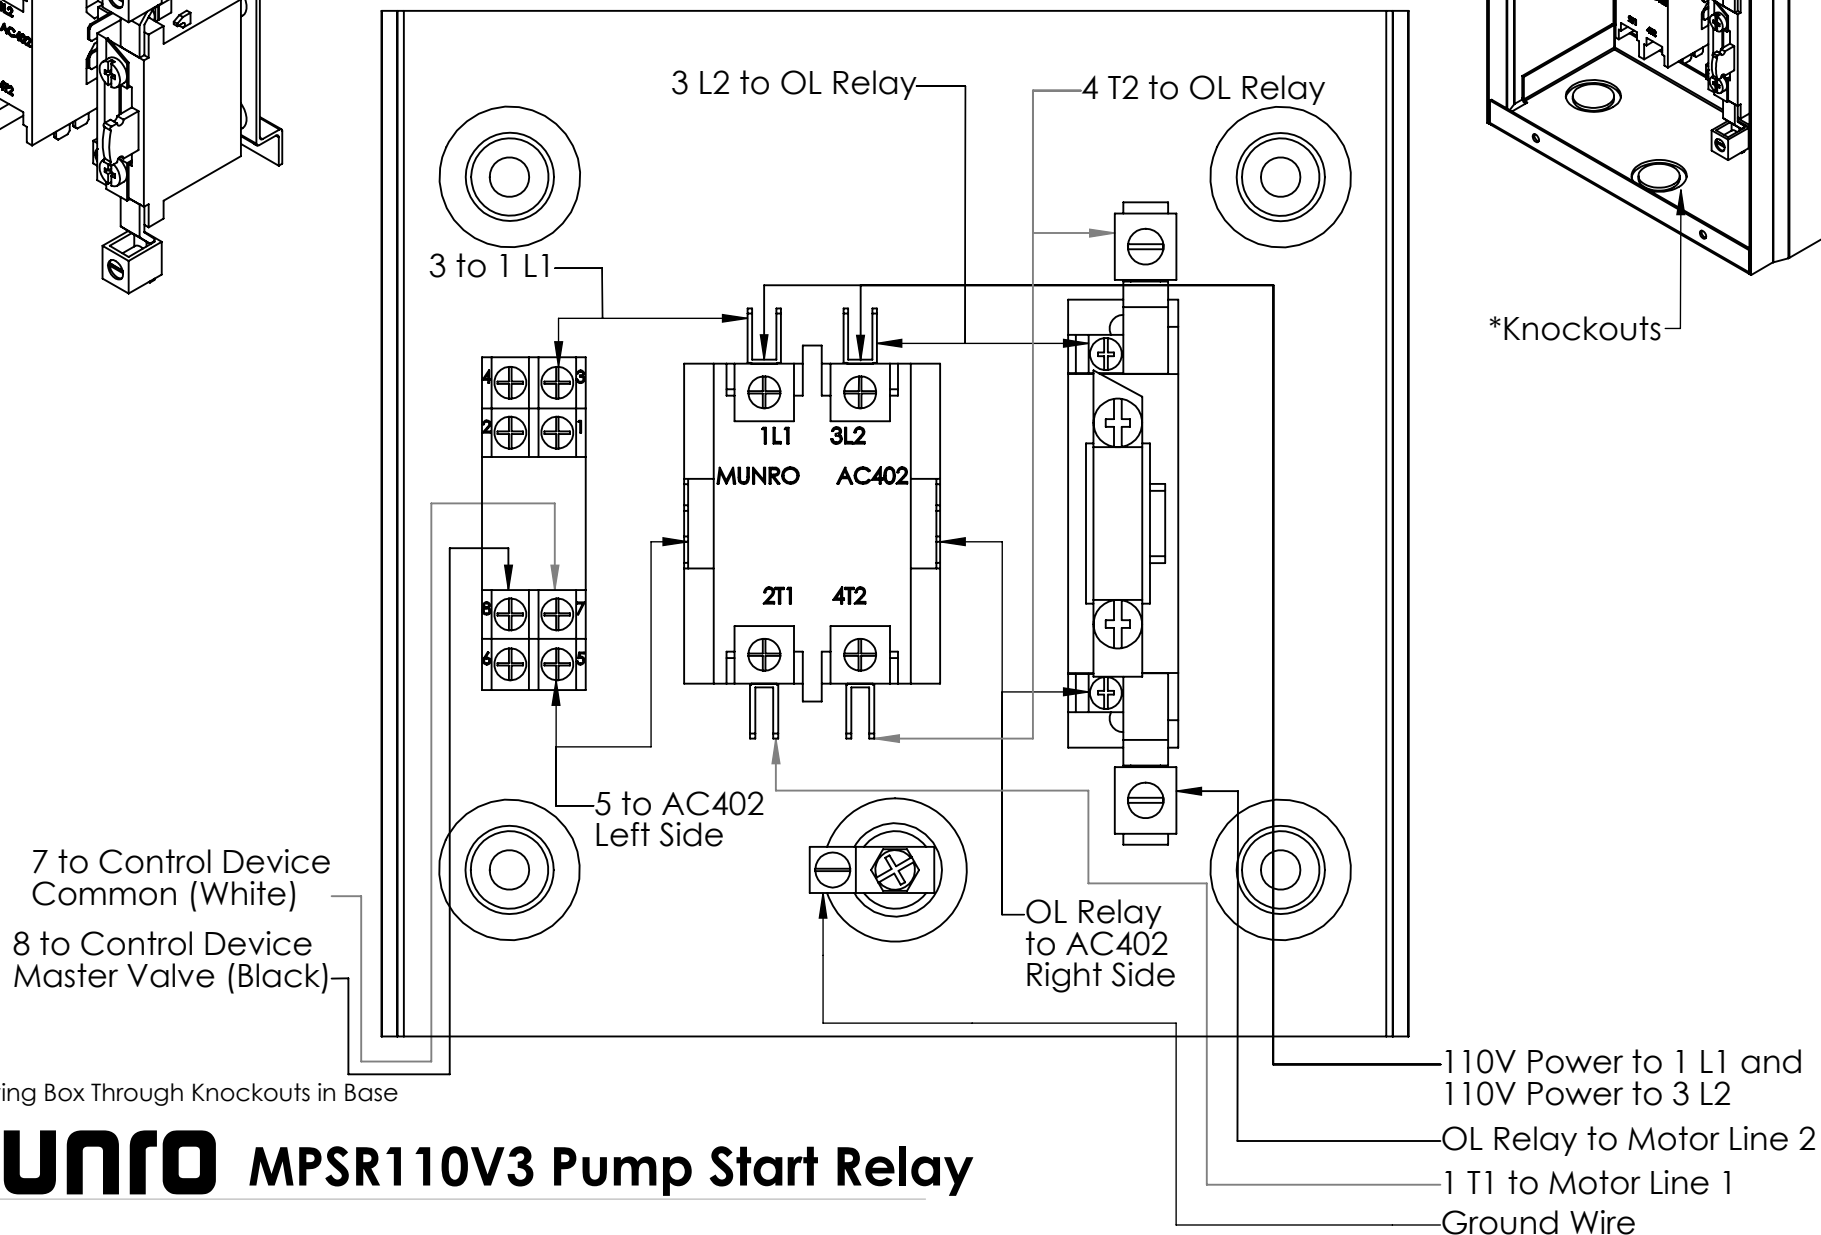 AC402
3 L2 to OL Relay
4 T2 to OL Relay
3 to 1 L1
*Knockouts
4 3
2 1
1L1 3L2
MUNRO AC402
2T1 4T2
8 7
6 5
5 to AC402
Left Side
7 to Control Device
Common (White)
8 to Control Device
Master Valve (Black)
OL Relay
to AC402
Right Side
110V Power to 1 L1 and
110V Power to 3 L2
OL Relay to Motor Line 2
1 T1 to Motor Line 1
Ground Wire
Box Through Knockouts in Base
unro MPSR110V3 Pump Start Relay